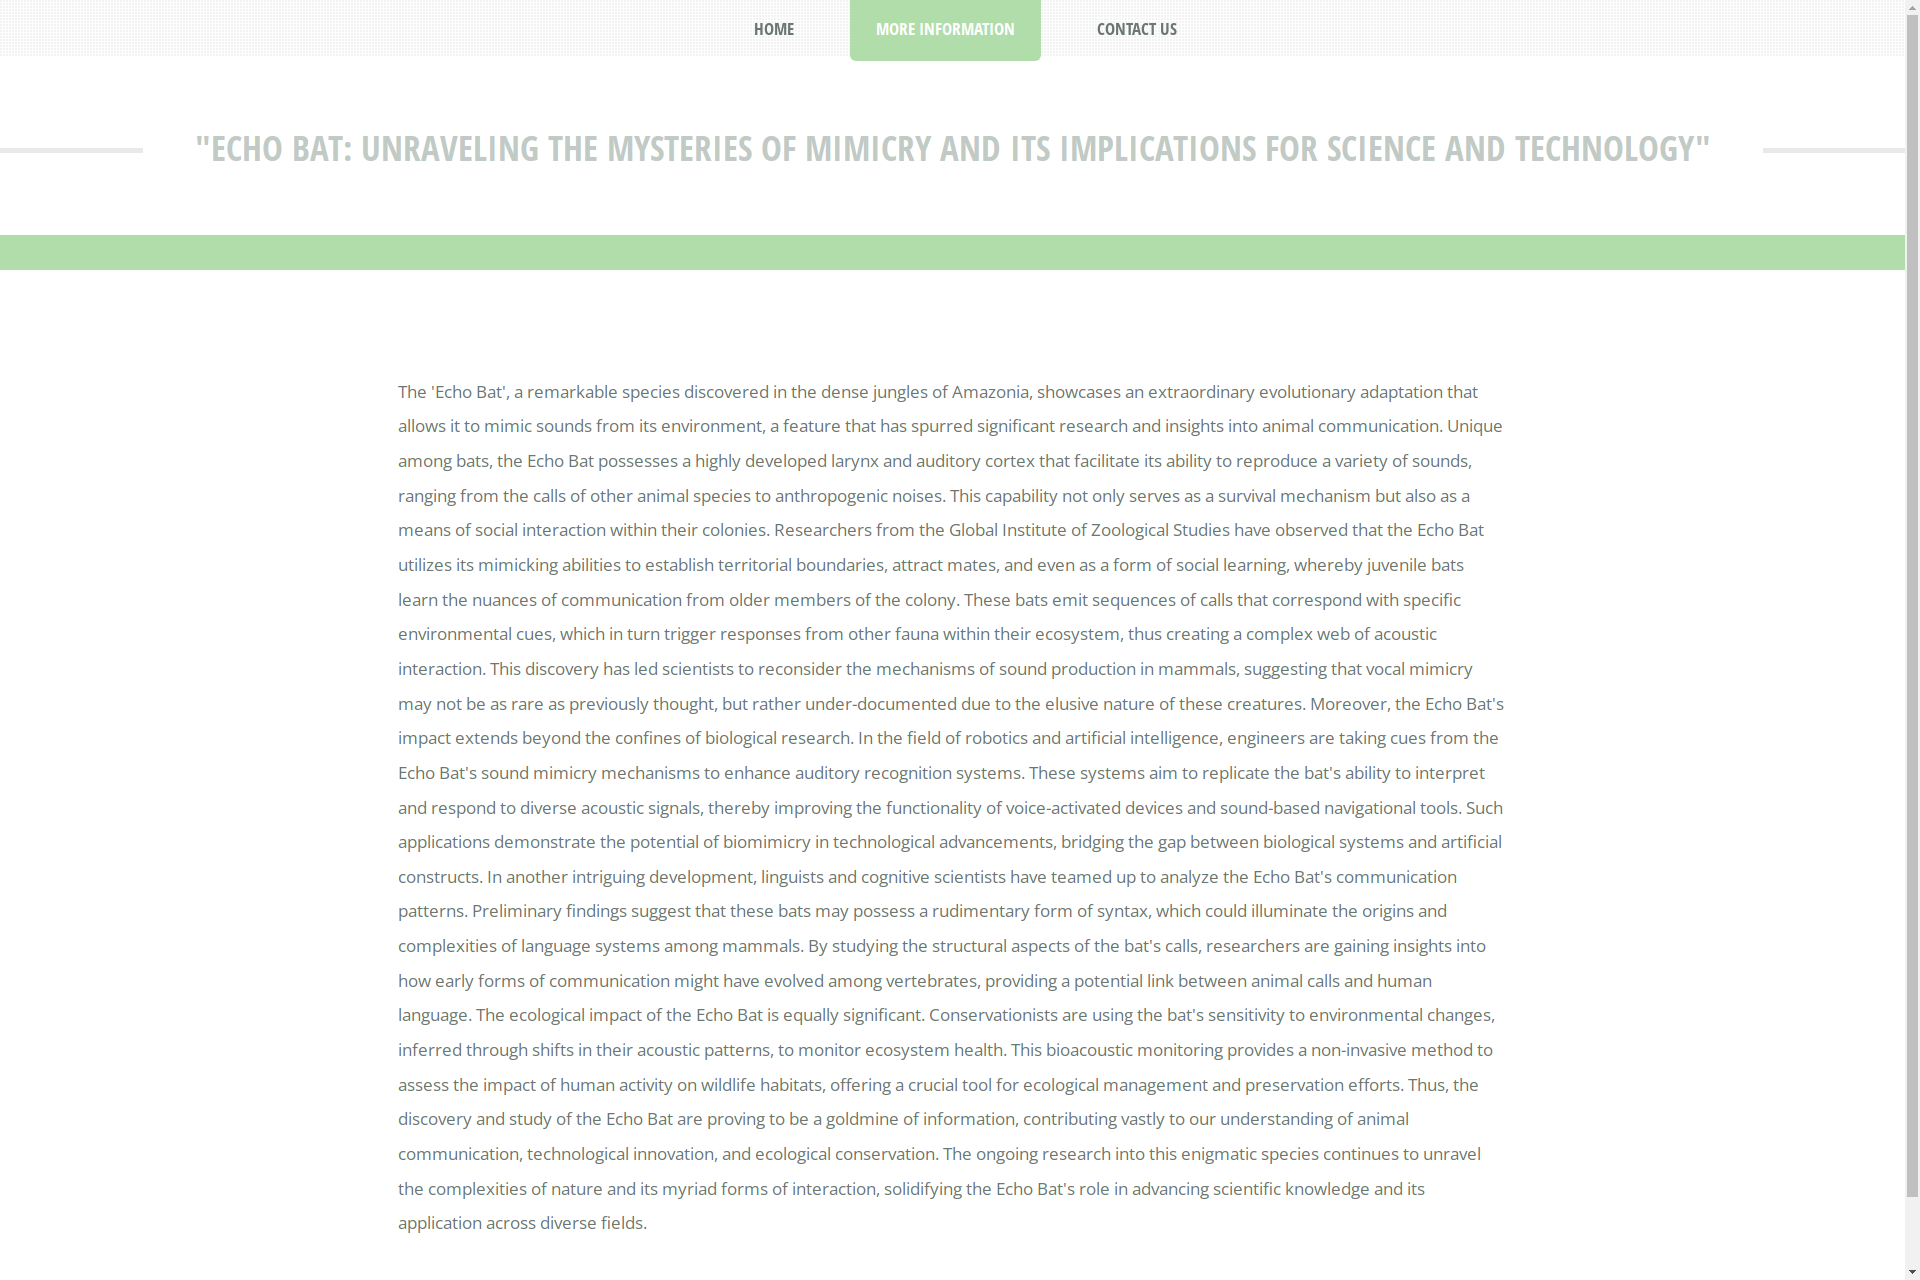 HOME
MORE INFORMATION
CONTACT US
"ECHO BAT: UNRAVELING THE MYSTERIES OF MIMICRY AND ITS IMPLICATIONS FOR SCIENCE AND TECHNOLOGY"
The 'Echo Bat', a remarkable species discovered in the dense jungles of Amazonia, showcases an extraordinary evolutionary adaptation that
allows it to mimic sounds from its environment, a feature that has spurred significant research and insights into animal communication. Unique
among bats, the Echo Bat possesses a highly developed larynx and auditory cortex that facilitate its ability to reproduce a variety of sounds,
ranging from the calls of other animal species to anthropogenic noises. This capability not only serves as a survival mechanism but also as a
means of social interaction within their colonies. Researchers from the Global Institute of Zoological Studies have observed that the Echo Bat
utilizes its mimicking abilities to establish territorial boundaries, attract mates, and even as a form of social learning, whereby juvenile bats
learn the nuances of communication from older members of the colony. These bats emit sequences of calls that correspond with specific
environmental cues, which in turn trigger responses from other fauna within their ecosystem, thus creating a complex web of acoustic
interaction. This discovery has led scientists to reconsider the mechanisms of sound production in mammals, suggesting that vocal mimicry
may not be as rare as previously thought, but rather under-documented due to the elusive nature of these creatures. Moreover, the Echo Bat's
impact extends beyond the confines of biological research. In the field of robotics and artificial intelligence, engineers are taking cues from the
Echo Bat's sound mimicry mechanisms to enhance auditory recognition systems. These systems aim to replicate the bat's ability to interpret
and respond to diverse acoustic signals, thereby improving the functionality of voice-activated devices and sound-based navigational tools. Such
applications demonstrate the potential of biomimicry in technological advancements, bridging the gap between biological systems and artificial
constructs. In another intriguing development, linguists and cognitive scientists have teamed up to analyze the Echo Bat's communication
patterns. Preliminary findings suggest that these bats may possess a rudimentary form of syntax, which could illuminate the origins and
complexities of language systems among mammals. By studying the structural aspects of the bat's calls, researchers are gaining insights into
how early forms of communication might have evolved among vertebrates, providing a potential link between animal calls and human
language. The ecological impact of the Echo Bat is equally significant. Conservationists are using the bat's sensitivity to environmental changes,
inferred through shifts in their acoustic patterns, to monitor ecosystem health. This bioacoustic monitoring provides a non-invasive method to
assess the impact of human activity on wildlife habitats, offering a crucial tool for ecological management and preservation efforts. Thus, the
discovery and study of the Echo Bat are proving to be a goldmine of information, contributing vastly to our understanding of animal
communication, technological innovation, and ecological conservation. The ongoing research into this enigmatic species continues to unravel
the complexities of nature and its myriad forms of interaction, solidifying the Echo Bat's role in advancing scientific knowledge and its
application across diverse fields.